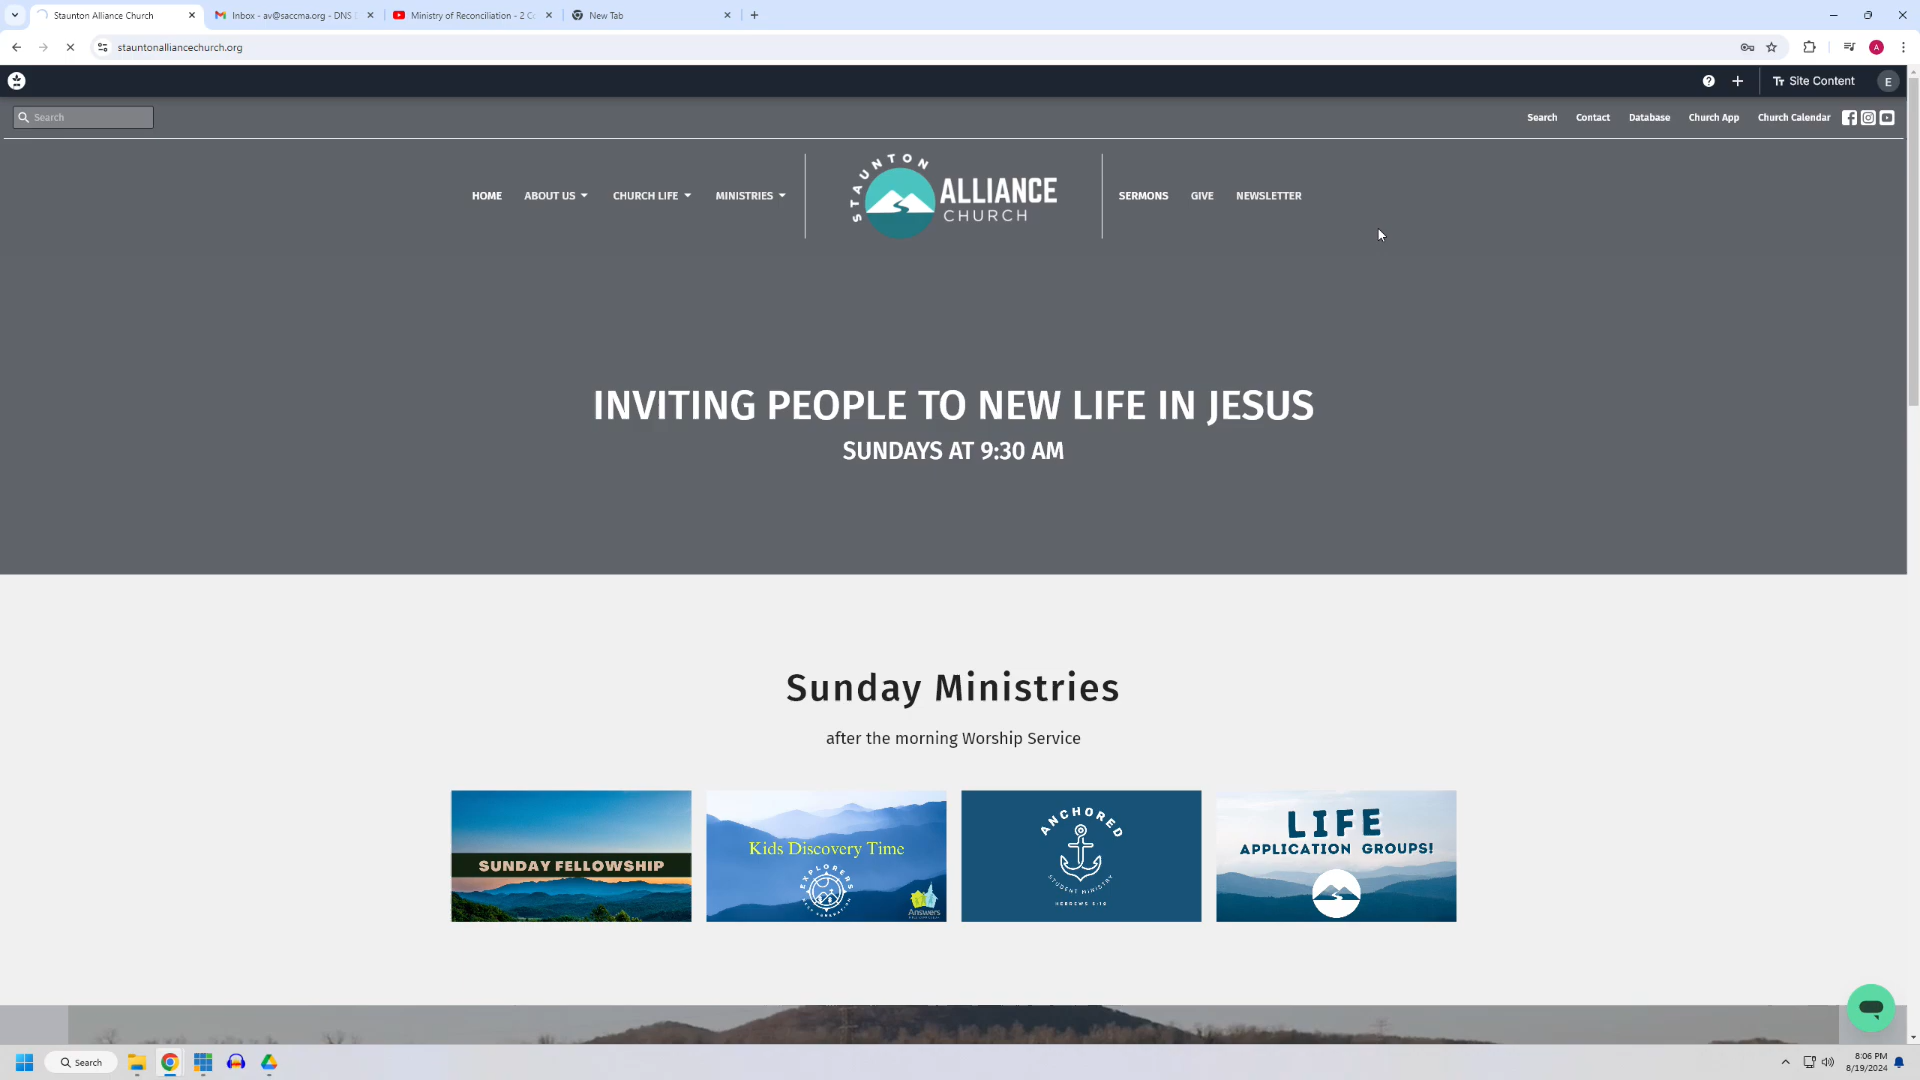 Staunton Alliance Church
Inbox - av@saccma.org - DNS
Ministry of Reconciliation - 2 Co
New Tab
stauntonalliancechurch.org
A
Site Content
E
Search
Search
Contact
Database
Church App
Church Calendar
HOME
ABOUT US
CHURCH LIFE
MINISTRIES
STAUNTON
ALLIANCE
CHURCH
SERMONS
GIVE
NEWSLETTER
INVITING PEOPLE TO NEW LIFE IN JESUS
SUNDAYS AT 9:30 AM
Sunday Ministries
after the morning Worship Service
SUNDAY FELLOWSHIP
Kids Discovery Time
EXPLORERS
Answers
ANCHORED
STUDENT MINISTRY
LIFE
APPLICATION GROUPS!
Search
8:06 PM
8/19/2024